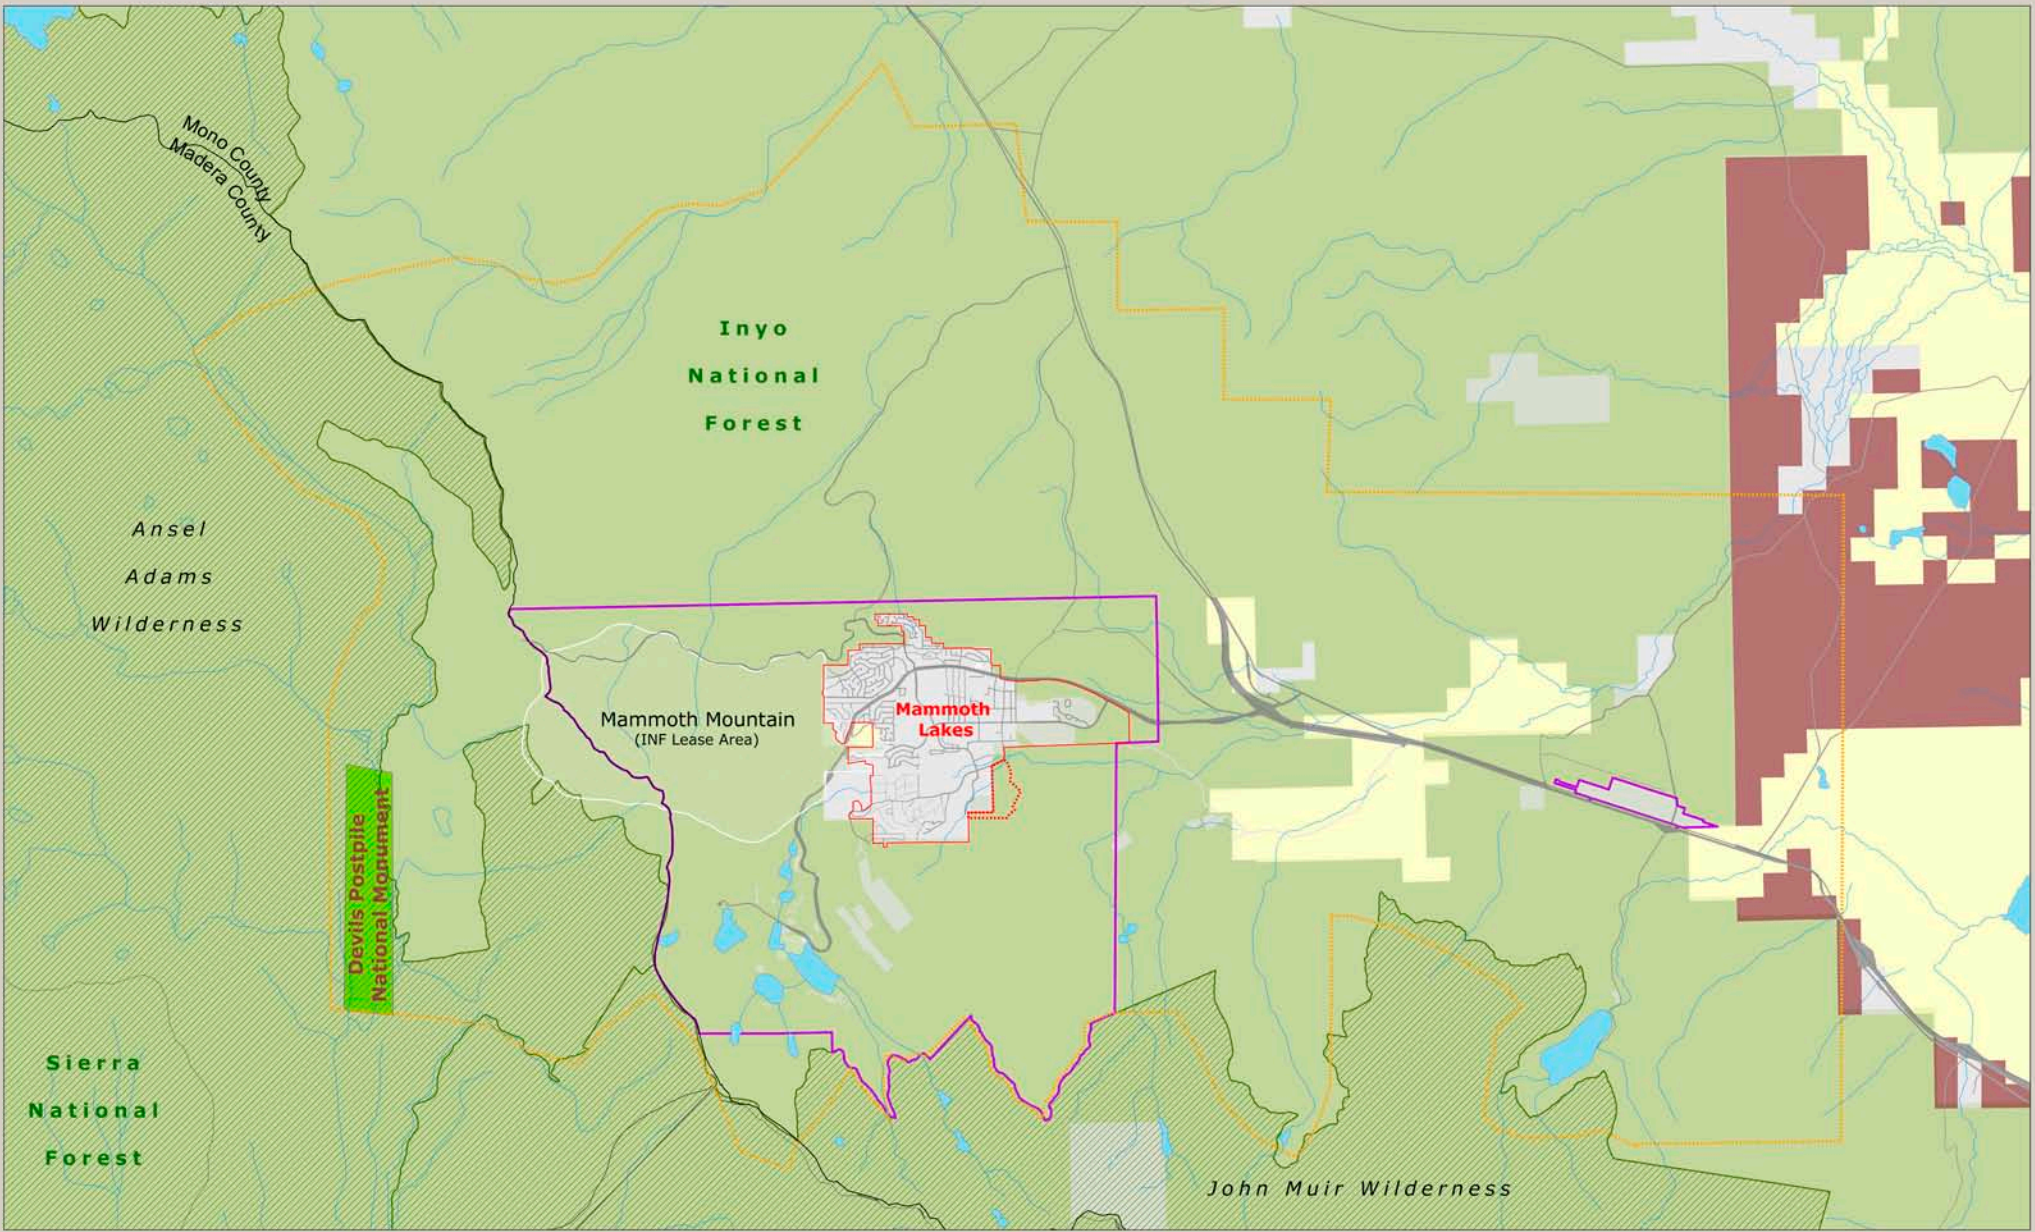 Mono County
Madera County
Inyo
National
Forest
Ansel
Adams
Wilderness
Mammoth Mountain
(INF Lease Area)
Mammoth
Lakes
Devils Postpile
National Monument
Sierra
National
Forest
John Muir Wilderness